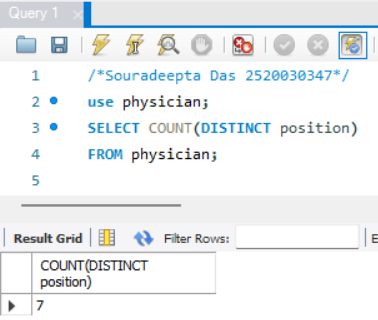 Query 1
1 /*Souradeepta Das 2520030347*/
2 use physician;
3 SELECT COUNT(DISTINCT position)
4 FROM physician;
5
Result Grid Filter Rows: E
COUNT(DISTINCT
position)
7